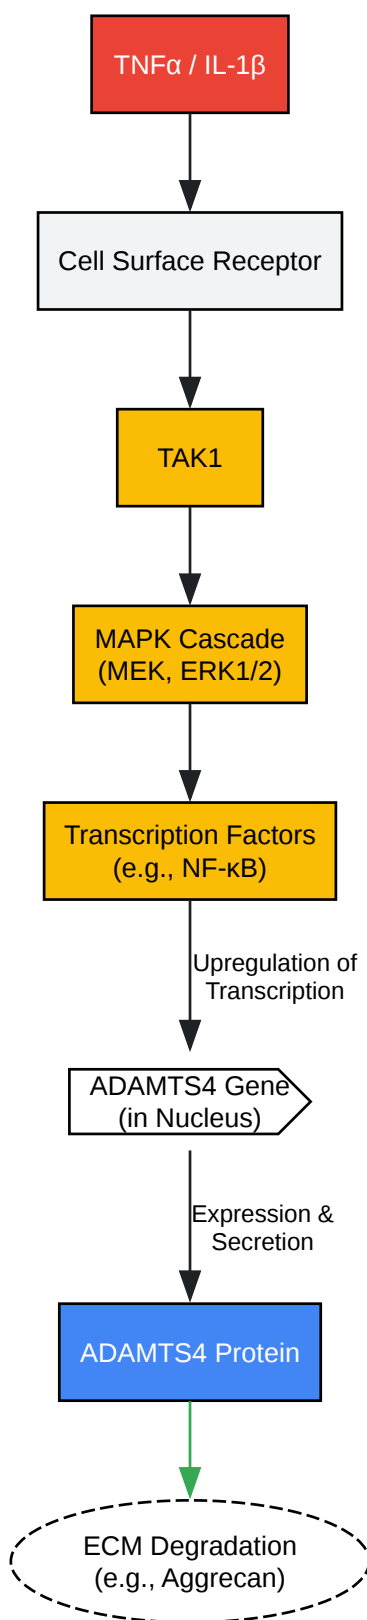 TNFα / IL-1β
Cell Surface Receptor
TAK1
MAPK Cascade
(MEK, ERK1/2)
Transcription Factors
(e.g., NF-κB)
Upregulation of
Transcription
ADAMTS4 Gene
(in Nucleus)
Expression &
Secretion
ADAMTS4 Protein
ECM Degradation
(e.g., Aggrecan)